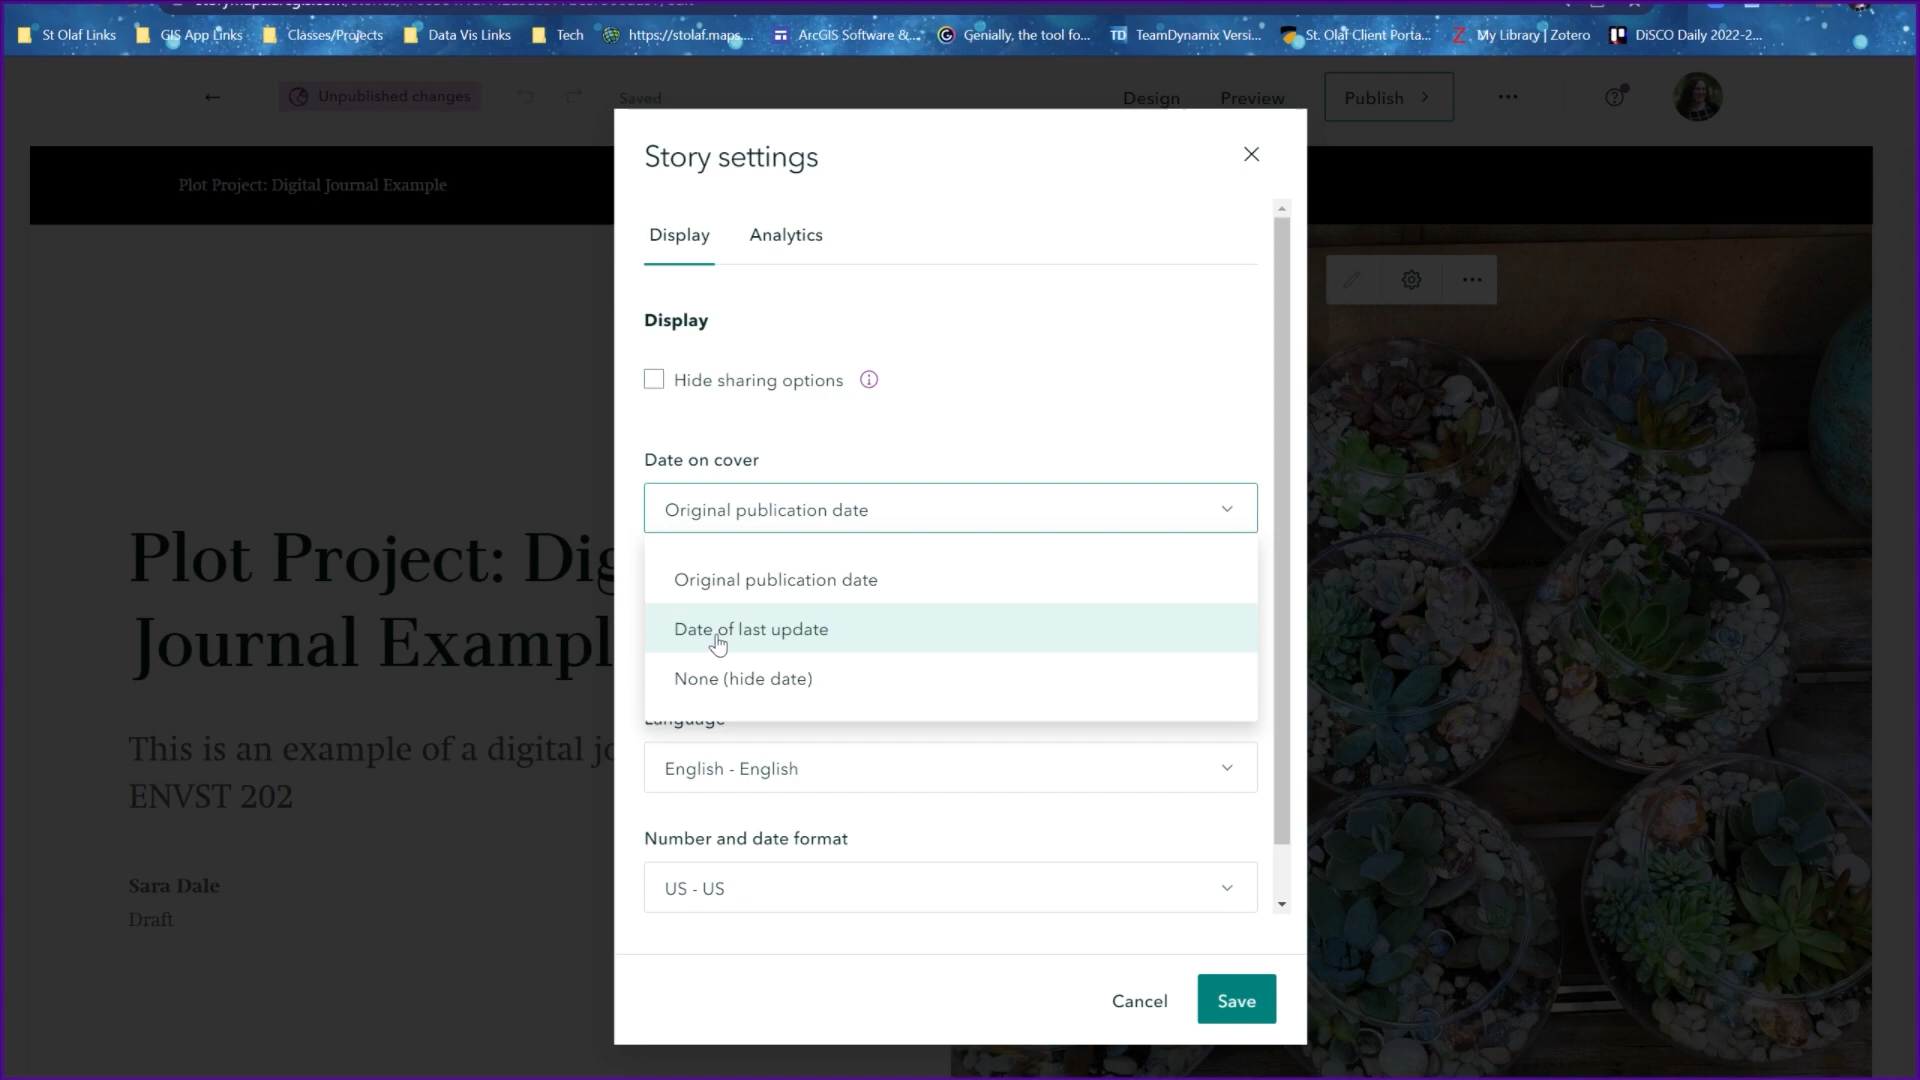 St Olaf Links
GIS App Links
Classes/Projects
Data Vis Links
Tech
https://stolaf.maps....
ArcGIS Software &...
Genially, the tool fo...
TD TeamDynamix Versi...
St. Olaf Client Porta...
Z My Library | Zotero
DiSCO Daily 2022-2...
Unpublished changes
Saved
Design
Preview
Publish
Plot Project: Digital Journal Example
Story settings
Display
Analytics
Display
Hide sharing options
Date on cover
Original publication date
Original publication date
Date of last update
None (hide date)
Language
English - English
Number and date format
US - US
Cancel
Save
Plot Project: Dig
Journal Exampl
This is an example of a digital jo
ENVST 202
Sara Dale
Draft